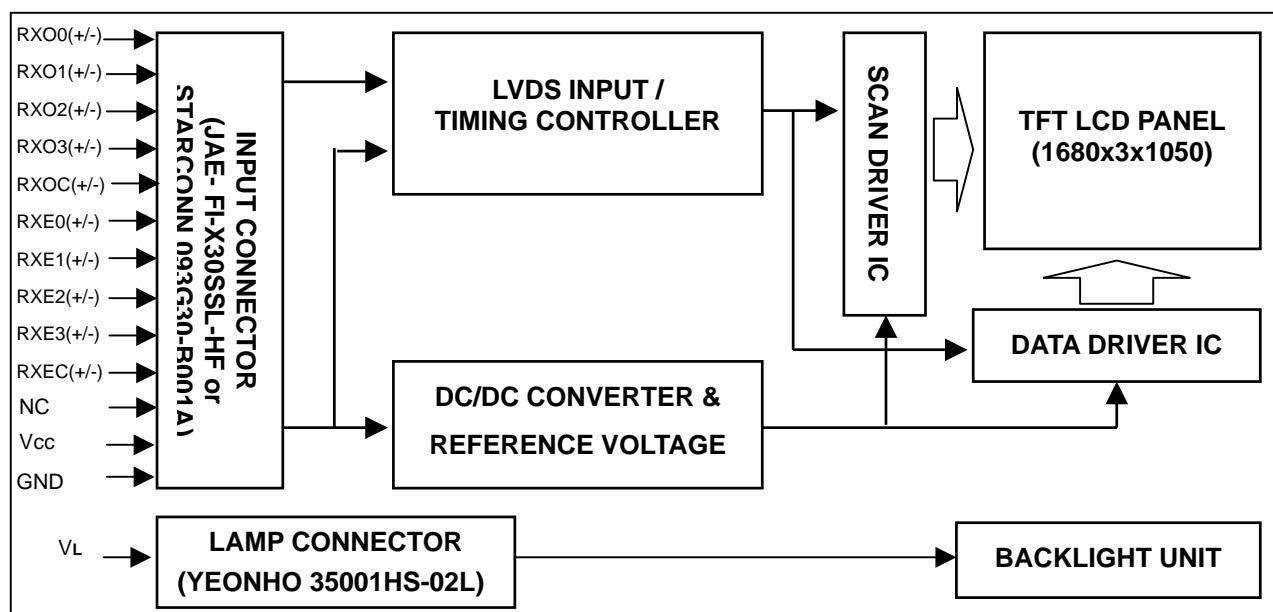 RXO0(+/-)
RXO1(+/-)
RXO2(+/-)
RXO3(+/-)
RXOC(+/-)
RXE0(+/-)
RXE1(+/-)
RXE2(+/-)
RXE3(+/-)
RXEC(+/-)
NC
Vcc
GND
VL
INPUT CONNECTOR
(JAE- FI-X30SSL-HF or
STARCONN 093G30-B001A)
LVDS INPUT /
TIMING CONTROLLER
SCAN DRIVER IC
TFT LCD PANEL
(1680x3x1050)
DATA DRIVER IC
DC/DC CONVERTER &
REFERENCE VOLTAGE
LAMP CONNECTOR
(YEONHO 35001HS-02L)
BACKLIGHT UNIT